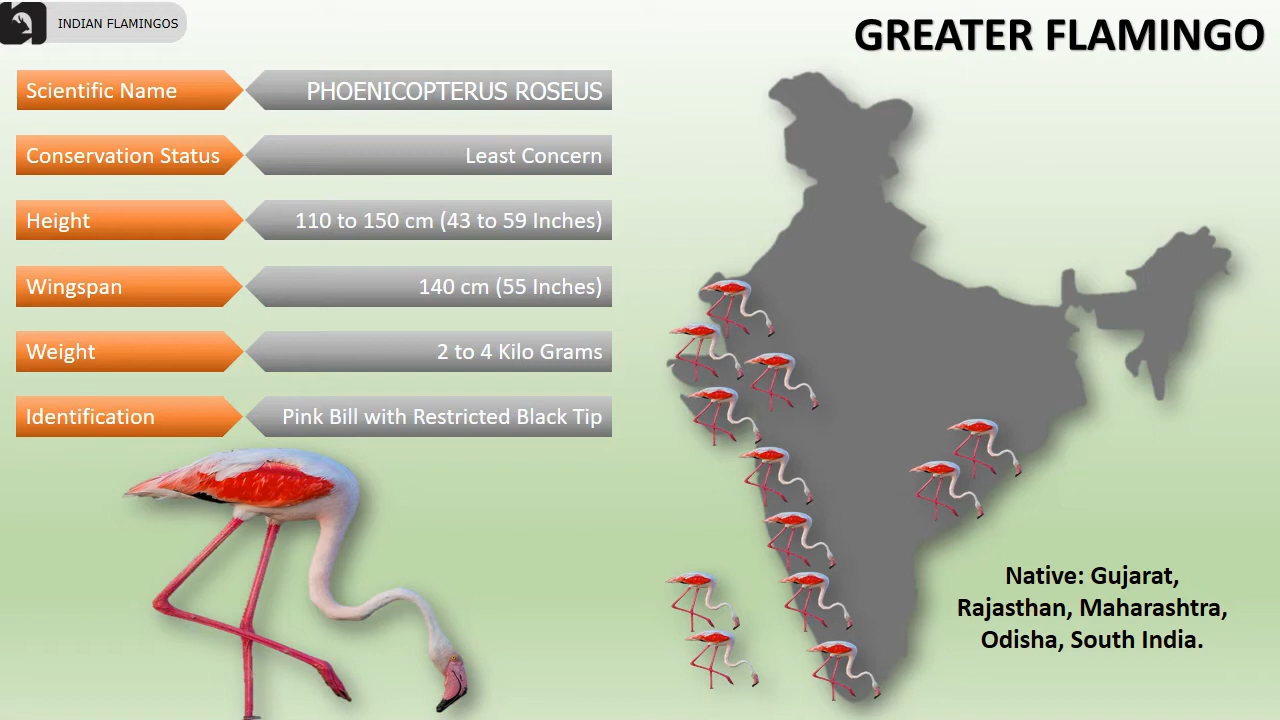 INDIAN FLAMINGOS
GREATER FLAMINGO
Scientific Name
PHOENICOPTERUS ROSEUS
Conservation Status
Least Concern
Height
110 to 150 cm (43 to 59 Inches)
Wingspan
140 cm (55 Inches)
Weight
2 to 4 Kilo Grams
Identification
Pink Bill with Restricted Black Tip
Native: Gujarat,
Rajasthan, Maharashtra,
Odisha, South India.